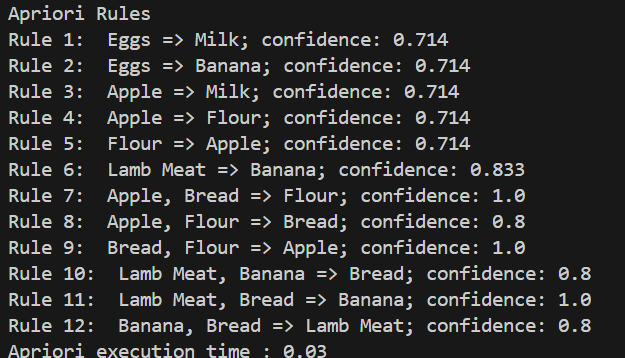 Apriori Rules
Rule 1:  Eggs => Milk; confidence: 0.714
Rule 2:  Eggs => Banana; confidence: 0.714
Rule 3:  Apple => Milk; confidence: 0.714
Rule 4:  Apple => Flour; confidence: 0.714
Rule 5:  Flour => Apple; confidence: 0.714
Rule 6:  Lamb Meat => Banana; confidence: 0.833
Rule 7:  Apple, Bread => Flour; confidence: 1.0
Rule 8:  Apple, Flour => Bread; confidence: 0.8
Rule 9:  Bread, Flour => Apple; confidence: 1.0
Rule 10:  Lamb Meat, Banana => Bread; confidence: 0.8
Rule 11:  Lamb Meat, Bread => Banana; confidence: 1.0
Rule 12:  Banana, Bread => Lamb Meat; confidence: 0.8
Apriori execution time : 0.03